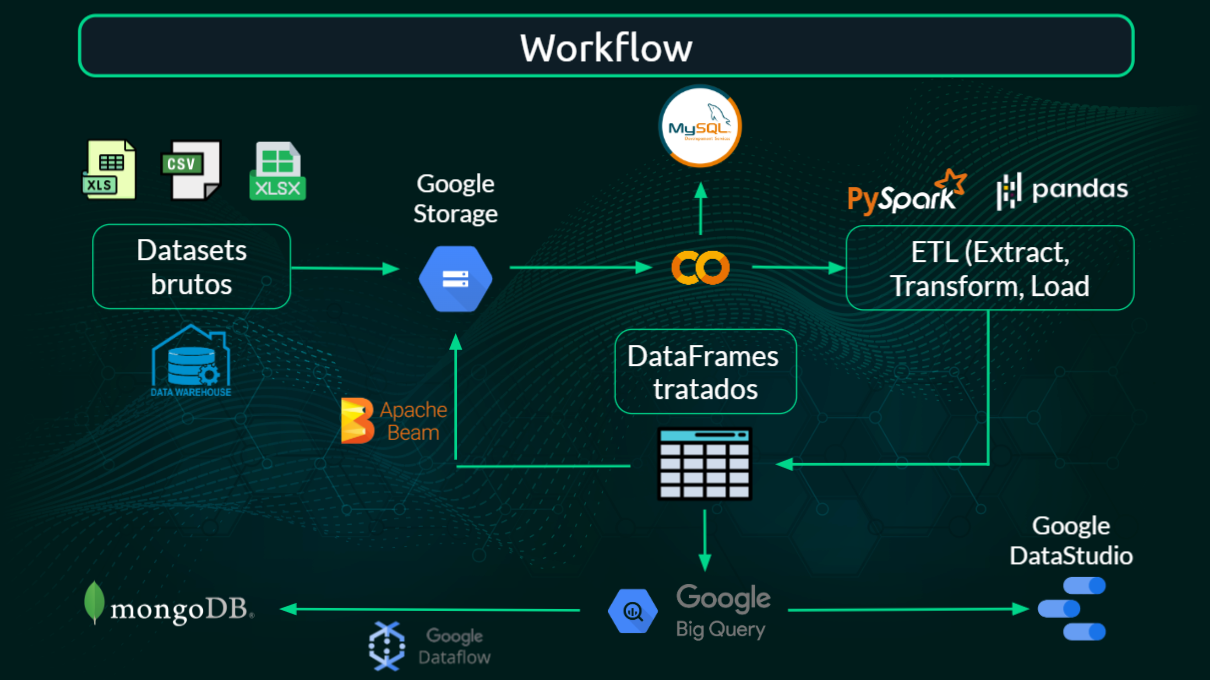 Workflow
MySQL
XLS
CSV
XLSX
Google
Storage
PySpark
pandas
Datasets
brutos
CO
ETL (Extract,
Transform, Load
DATA WAREHOUSE
DataFrames
tratados
Apache
Beam
Google
DataStudio
mongoDB
Google
Big Query
Google
Dataflow